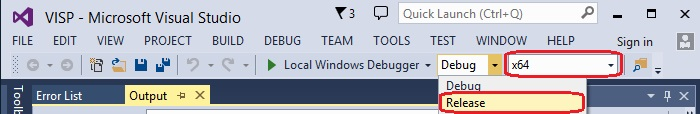 VISP - Microsoft Visual Studio 3 Quick Launch (Ctrl+Q)
FILE EDIT VIEW PROJECT BUILD DEBUG TEAM TOOLS TEST WINDOW HELP Sign in
Local Windows Debugger Debug x64
Toolb
Error List Output
Debug
Release